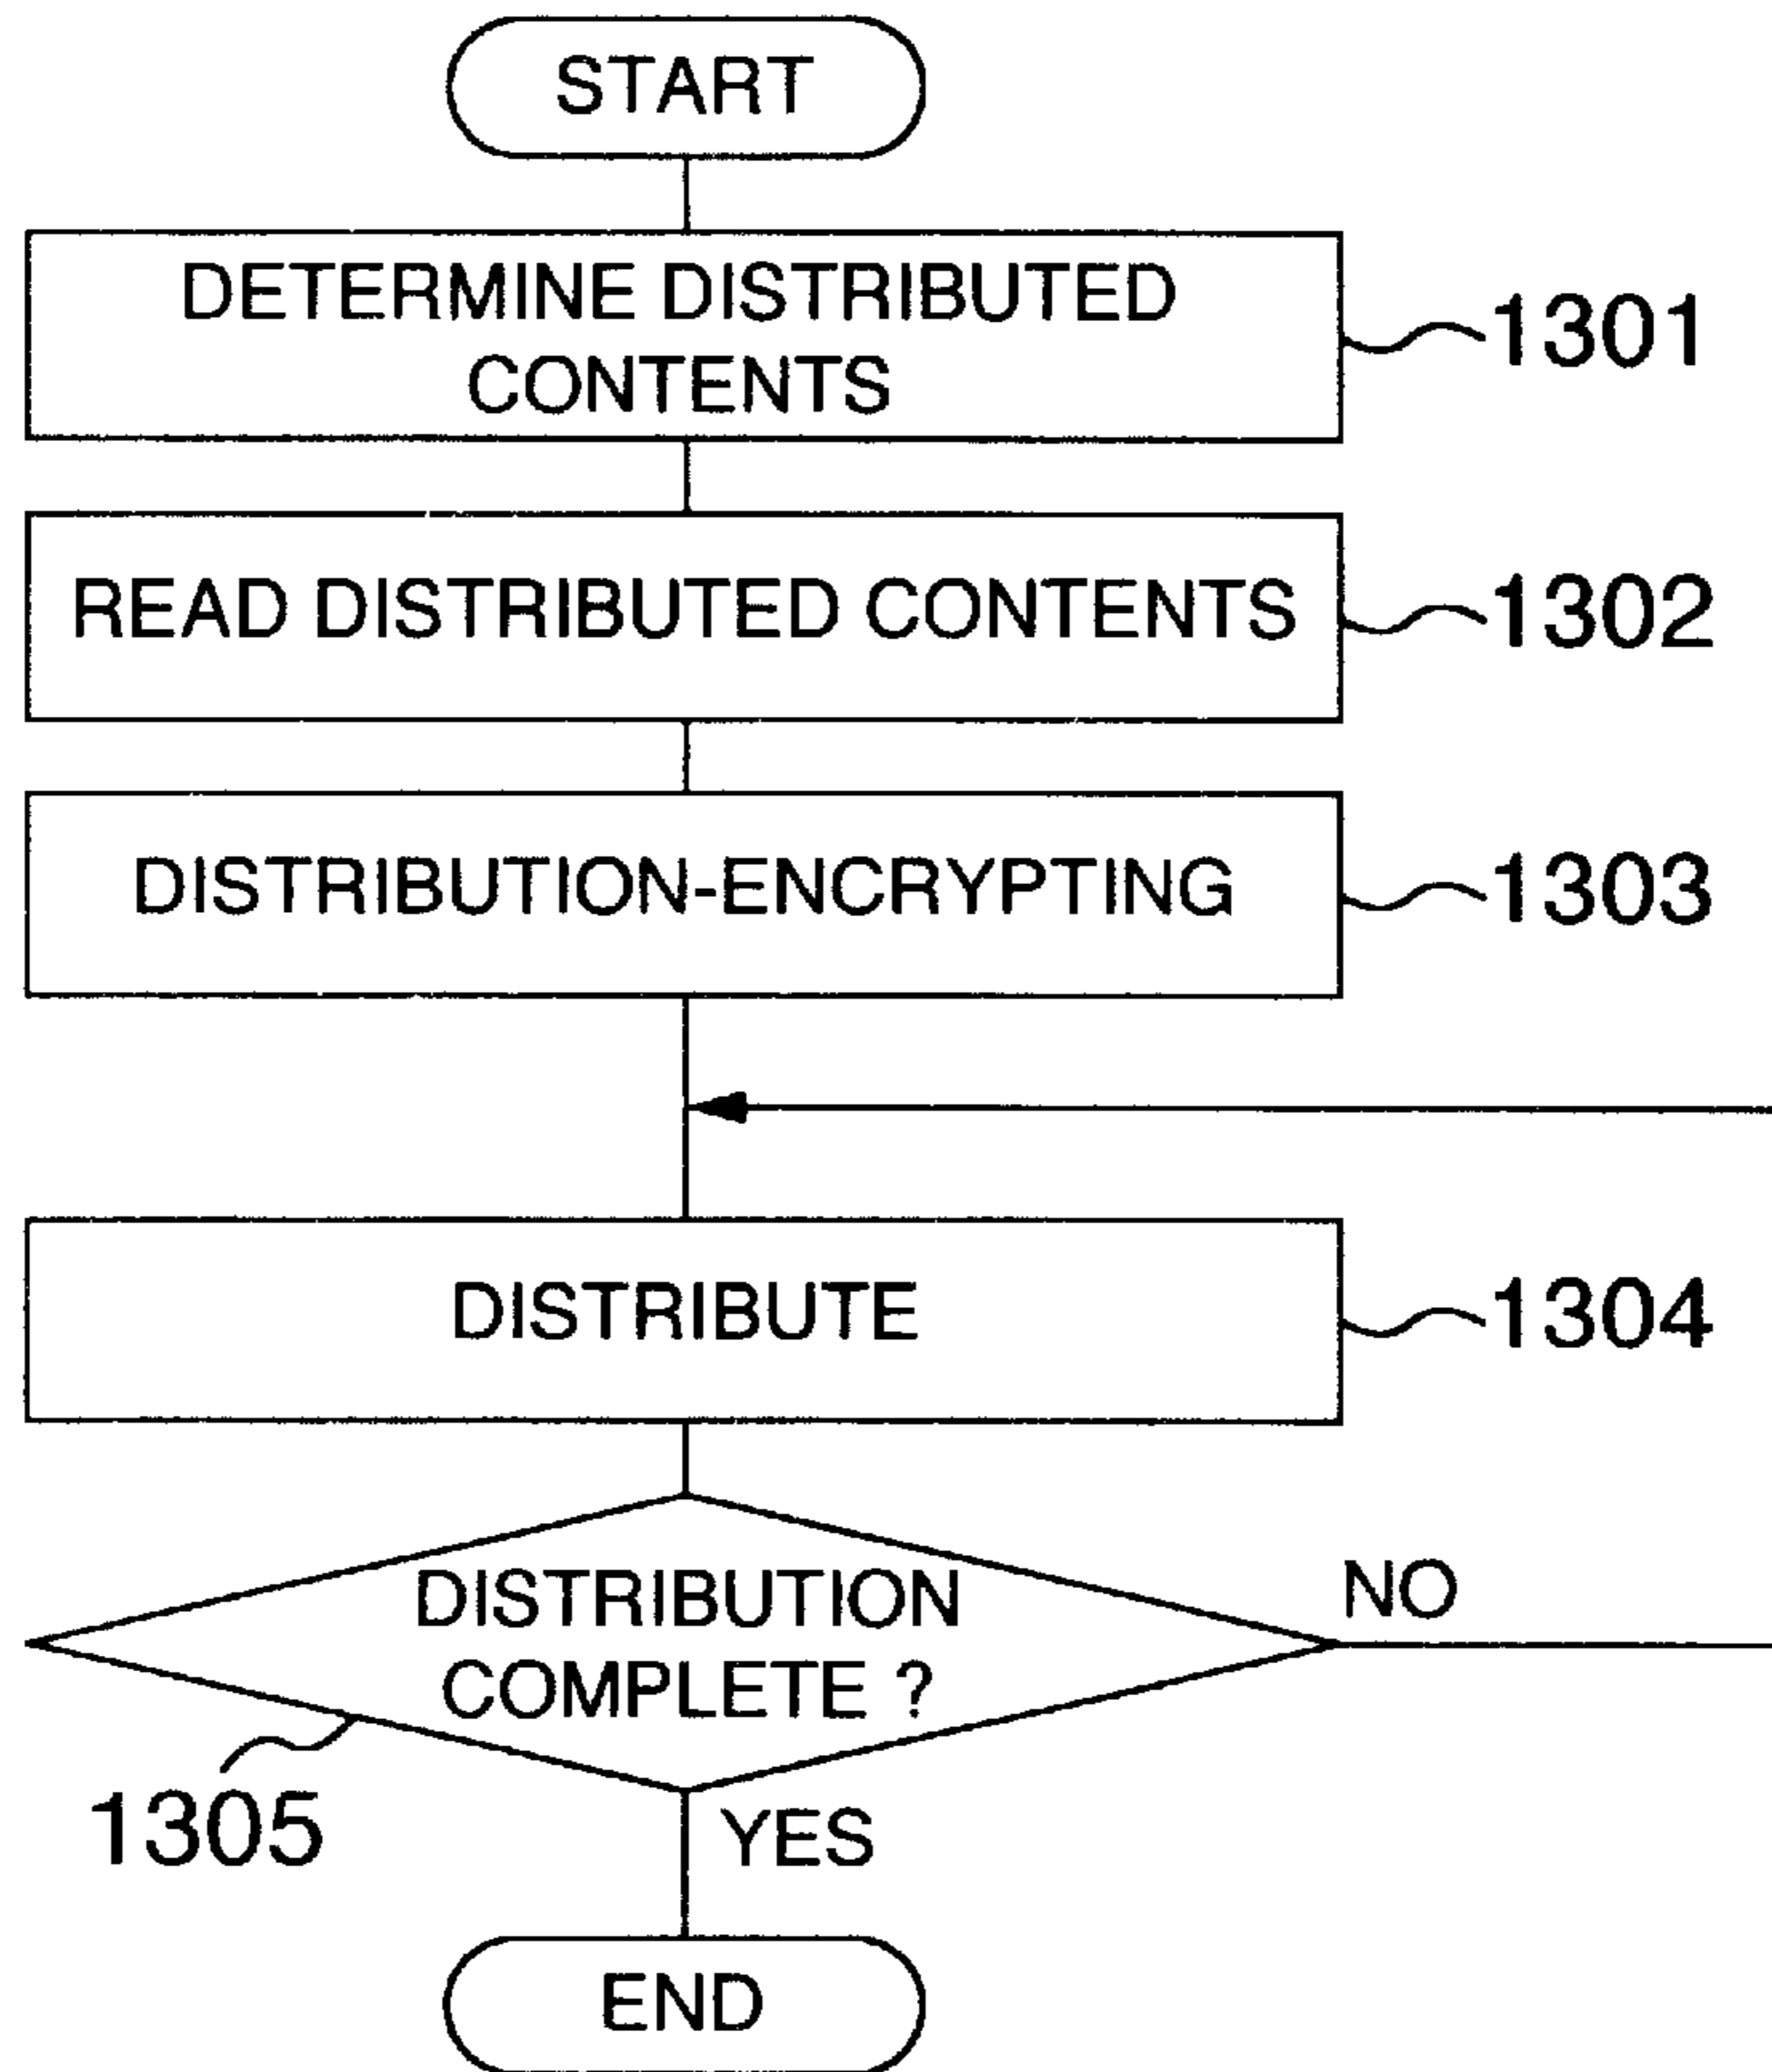 START
DETERMINE DISTRIBUTED
CONTENTS
1301
READ DISTRIBUTED CONTENTS
1302
DISTRIBUTION-ENCRYPTING
1303
DISTRIBUTE
1304
DISTRIBUTION
COMPLETE ?
NO
1305
YES
END